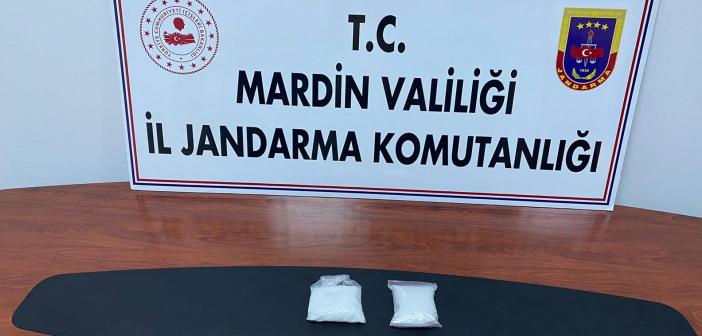 T.C.
MARDİN VALİLİĞİ
İL JANDARMA KOMUTANLIĞI
JANDARMA